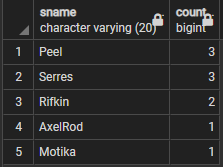 sname count
character varying (20) bigint
1 Peel 3
2 Serres 3
3 Rifkin 2
4 AxelRod 1
5 Motika 1